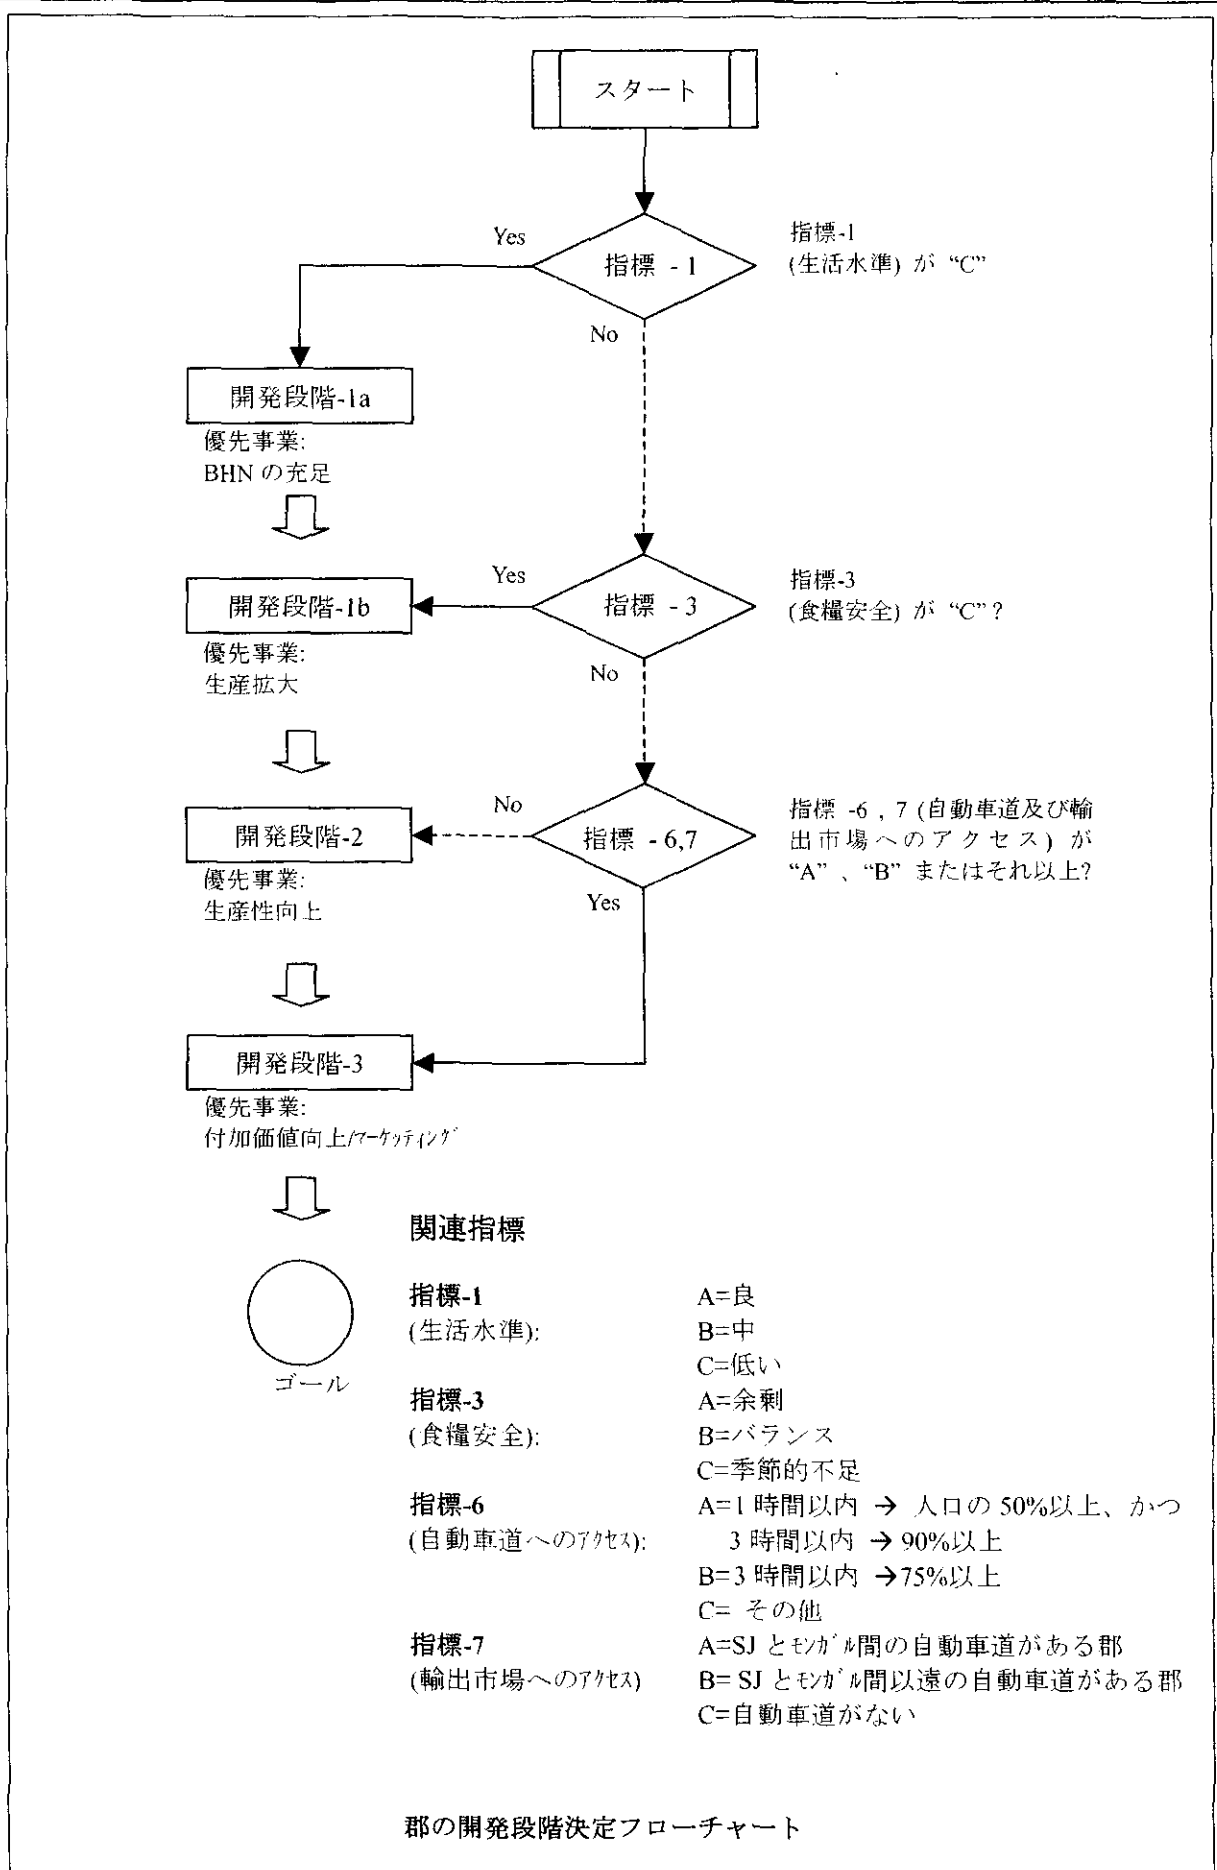 スタート
Yes
指標 - 1
指標-1
(生活水準) が “C”
No
開発段階-1a
優先事業:
BHN の充足
Yes
指標 - 3
指標-3
(食糧安全) が “C”?
開発段階-1b
優先事業:
生産拡大
No
No
指標 - 6,7
指標 -6 , 7 (自動車道及び輸
出市場へのアクセス) が
“A” 、“B” またはそれ以上?
開発段階-2
優先事業:
生産性向上
Yes
開発段階-3
優先事業:
付加価値向上/マーケッティング
ゴール
関連指標
指標-1
(生活水準):
A=良
B=中
C=低い
指標-3
(食糧安全):
A=余剰
B=バランス
C=季節的不足
指標-6
(自動車道へのアクセス):
A=1 時間以内 → 人口の 50%以上、かつ
3 時間以内 → 90%以上
B=3 時間以内 →75%以上
C= その他
指標-7
(輸出市場へのアクセス)
A=SJ とモンガル間の自動車道がある郡
B= SJ とモンガル間以遠の自動車道がある郡
C=自動車道がない
郡の開発段階決定フローチャート